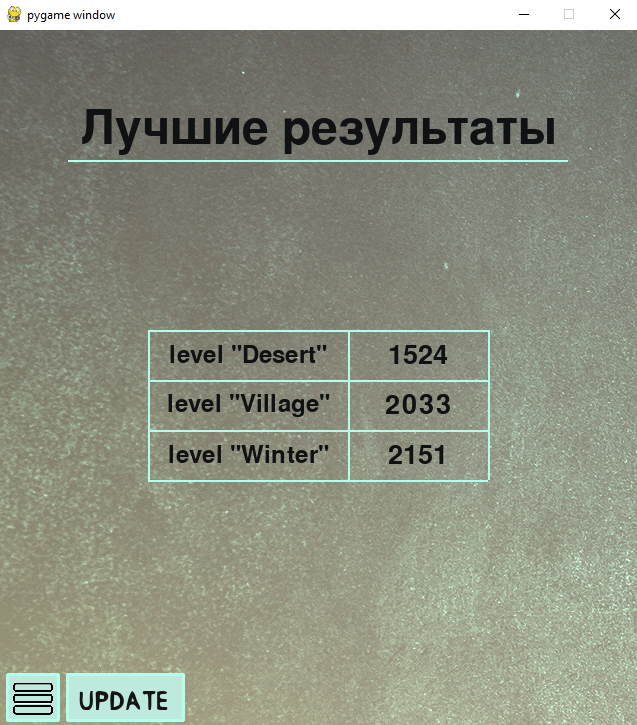 pygame window
Лучшие результаты
level "Desert" 1524
level "Village" 2033
level "Winter" 2151
UPDATE